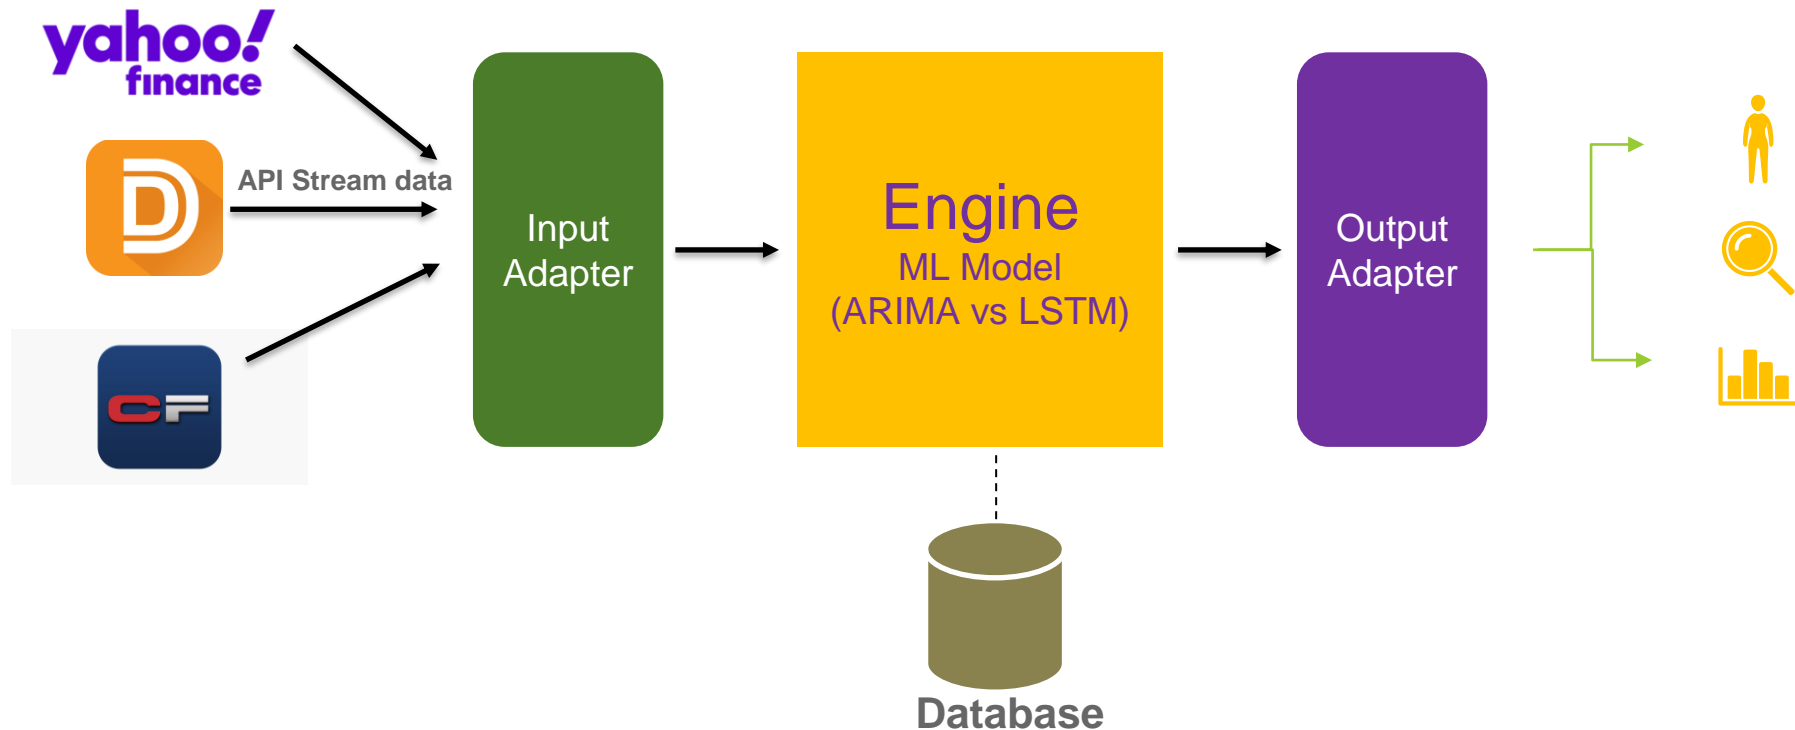 yahoo!
finance
D
API Stream data
CF
Input
Adapter
Engine
ML Model
(ARIMA vs LSTM)
Output
Adapter
Database